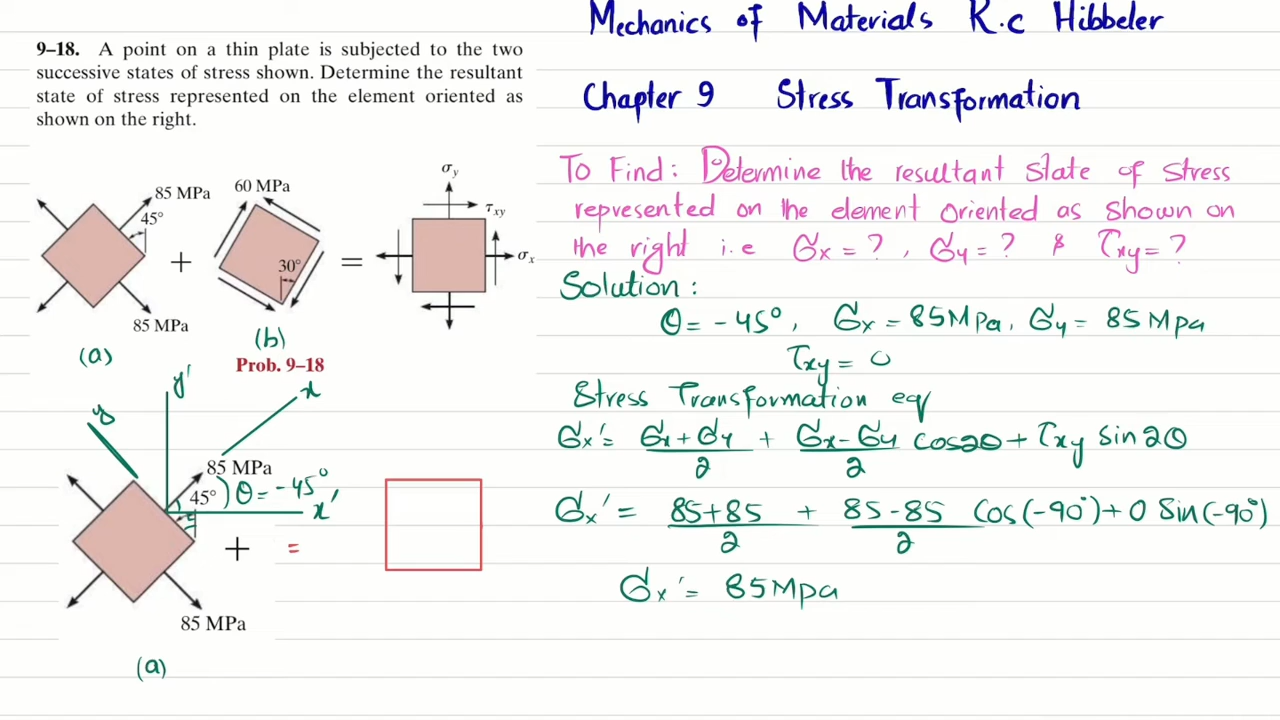 Mechanics of Materials R.c Hibbeler
9–18. A point on a thin plate is subjected to the two
successive states of stress shown. Determine the resultant
state of stress represented on the element oriented as
shown on the right.
Chapter 9 Stress Transformation
To Find: Determine the resultant state of stress
represented on the element oriented as shown on
the right i.e σx = ? , σy = ? & τxy = ?
85 MPa
45°
60 MPa
30°
σy
τxy
σx
+
=
85 MPa
(a)
(b)
Prob. 9–18
Solution:
θ = -45°, σx = 85MPa, σy = 85 MPa
τxy = 0
Stress Transformation eq
σx' = σx + σy / 2 + σx - σy / 2 cos2θ + τxy sin2θ
σx' = 85+85 / 2 + 85-85 / 2 cos(-90°) + 0 Sin(-90°)
σx' = 85Mpa
y
y'
x
85 MPa
45°
θ = -45°
x'
+ =
85 MPa
(a)